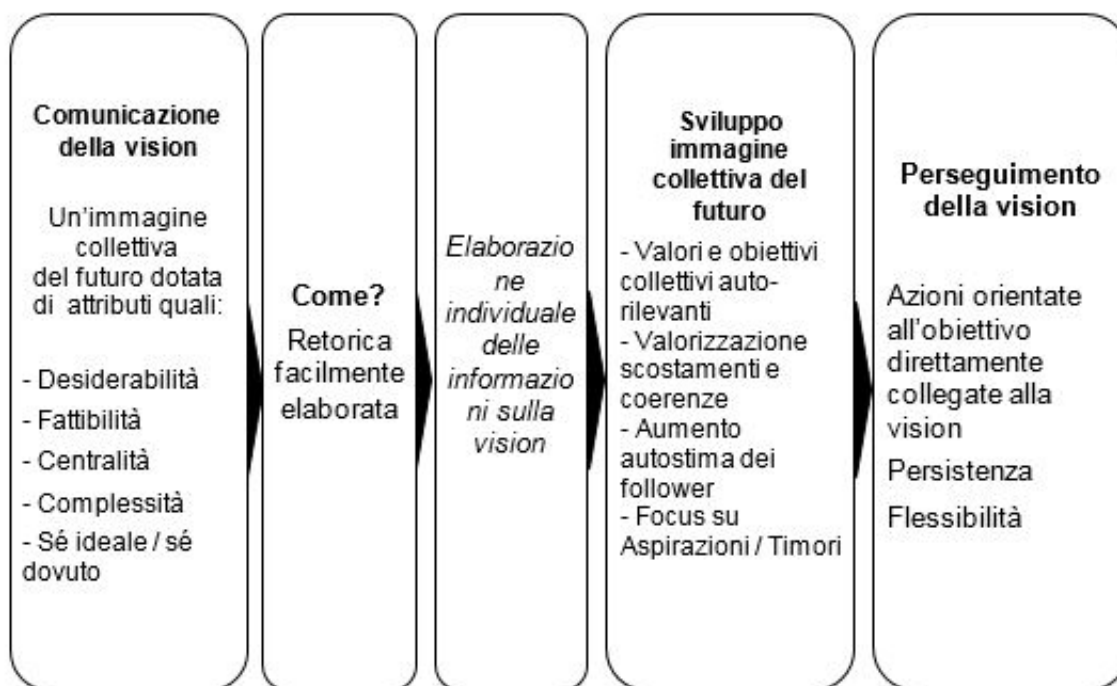 Comunicazione
della vision
Un'immagine
collettiva
del futuro dotata
di attributi quali:
- Desiderabilità
- Fattibilità
- Centralità
- Complessità
- Sé ideale / sé
dovuto
Come?
Retorica
facilmente
elaborata
Elaborazio
ne
individuale
delle
informazio
ni sulla
vision
Sviluppo
immagine
collettiva del
futuro
- Valori e obiettivi
collettivi auto-
rilevanti
- Valorizzazione
scostamenti e
coerenze
- Aumento
autostima dei
follower
- Focus su
Aspirazioni / Timori
Perseguimento
della vision
Azioni orientate
all'obiettivo
direttamente
collegate alla
vision
Persistenza
Flessibilità